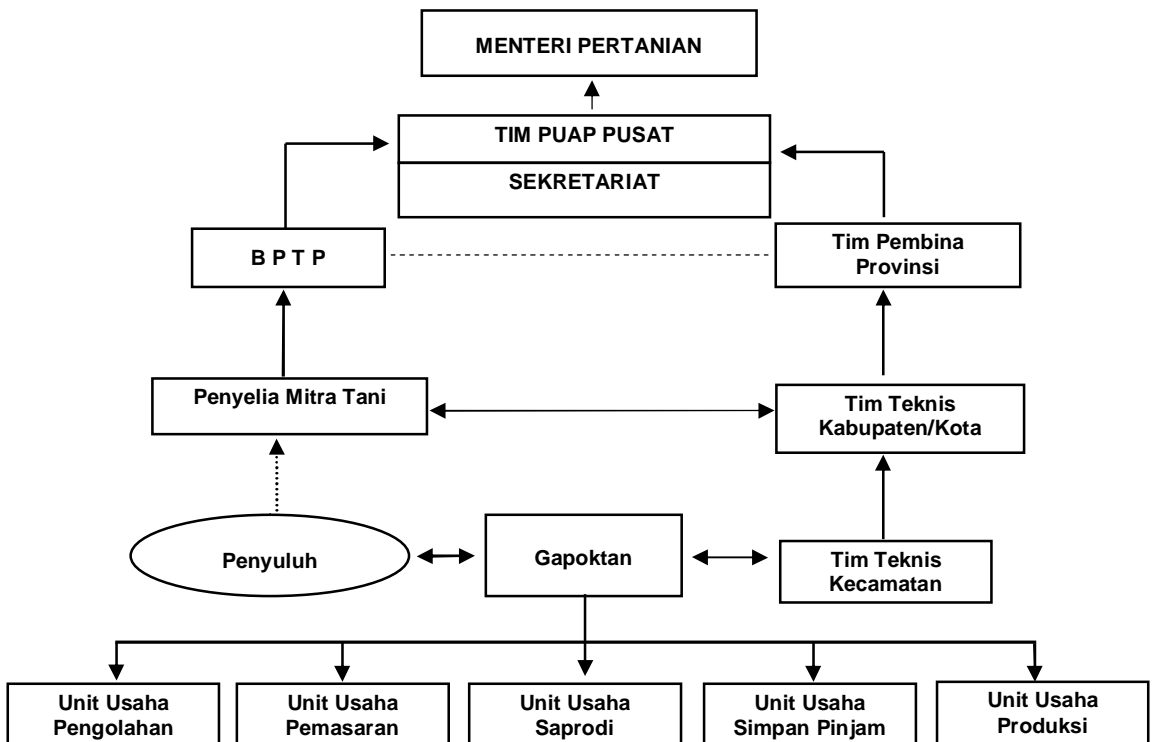 MENTERI PERTANIAN
TIM PUAP PUSAT
SEKRETARIAT
B P T P
Tim Pembina
Provinsi
Penyelia Mitra Tani
Tim Teknis
Kabupaten/Kota
Penyuluh
Gapoktan
Tim Teknis
Kecamatan
Unit Usaha
Pengolahan
Unit Usaha
Pemasaran
Unit Usaha
Saprodi
Unit Usaha
Simpan Pinjam
Unit Usaha
Produksi